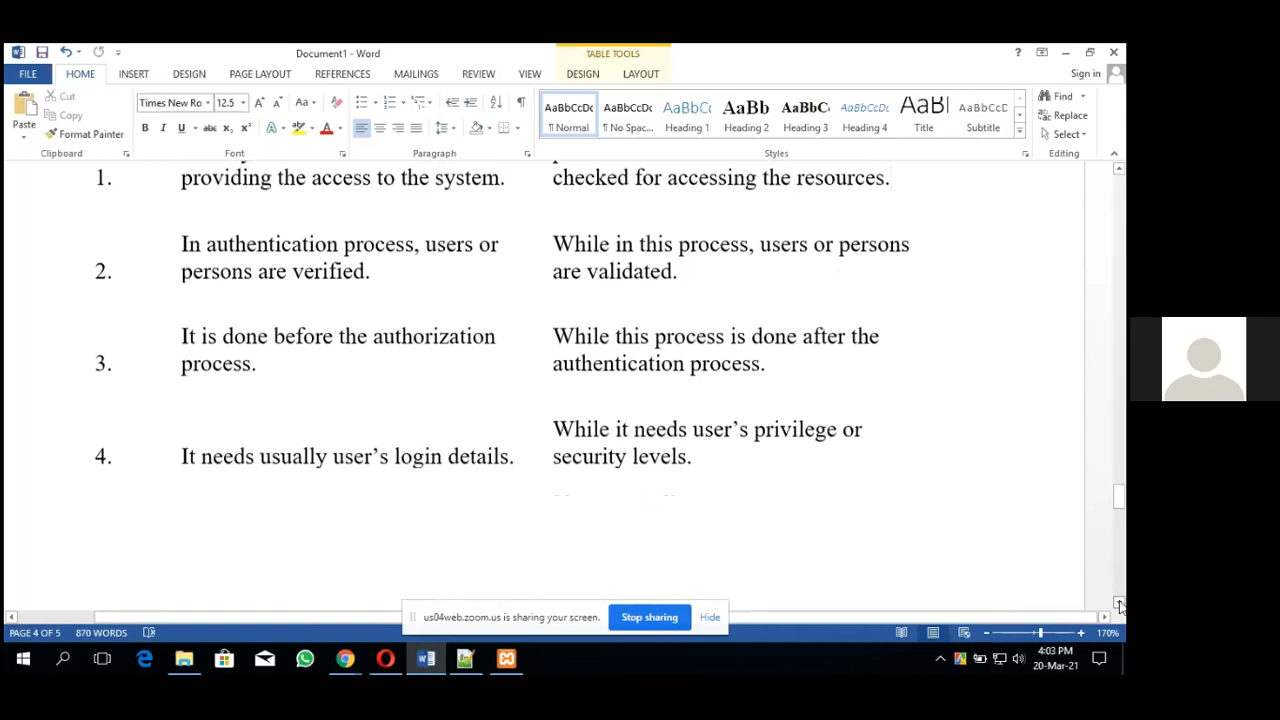 Document1 - Word
TABLE TOOLS
?
FILE
HOME
INSERT
DESIGN
PAGE LAYOUT
REFERENCES
MAILINGS
REVIEW
VIEW
DESIGN
LAYOUT
Sign in
Paste
Cut
Copy
Format Painter
Clipboard
Times New Ro
12.5
Font
Paragraph
AaBbCcDc
¶ Normal
AaBbCcDc
¶ No Spac...
AaBbC(
Heading 1
AaBb
Heading 2
AaBbC
Heading 3
AaBbCcDc
Heading 4
AaB
Title
AaBbCcD
Subtitle
Styles
Find
Replace
Select
Editing
1.
providing the access to the system.
checked for accessing the resources.
In authentication process, users or
While in this process, users or persons
2.
persons are verified.
are validated.
It is done before the authorization
While this process is done after the
3.
process.
authentication process.
While it needs user’s privilege or
4.
It needs usually user’s login details.
security levels.
us04web.zoom.us is sharing your screen.
Stop sharing
Hide
PAGE 4 OF 5
870 WORDS
170%
4:03 PM
20-Mar-21